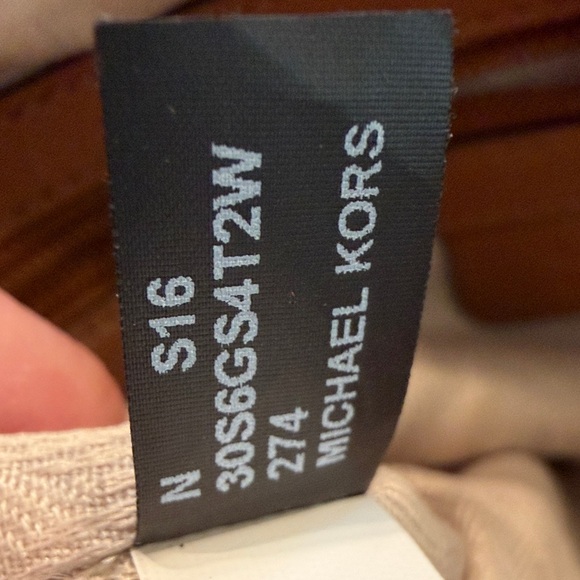 N S16
30S6GS4T2W
274
MICHAEL KORS